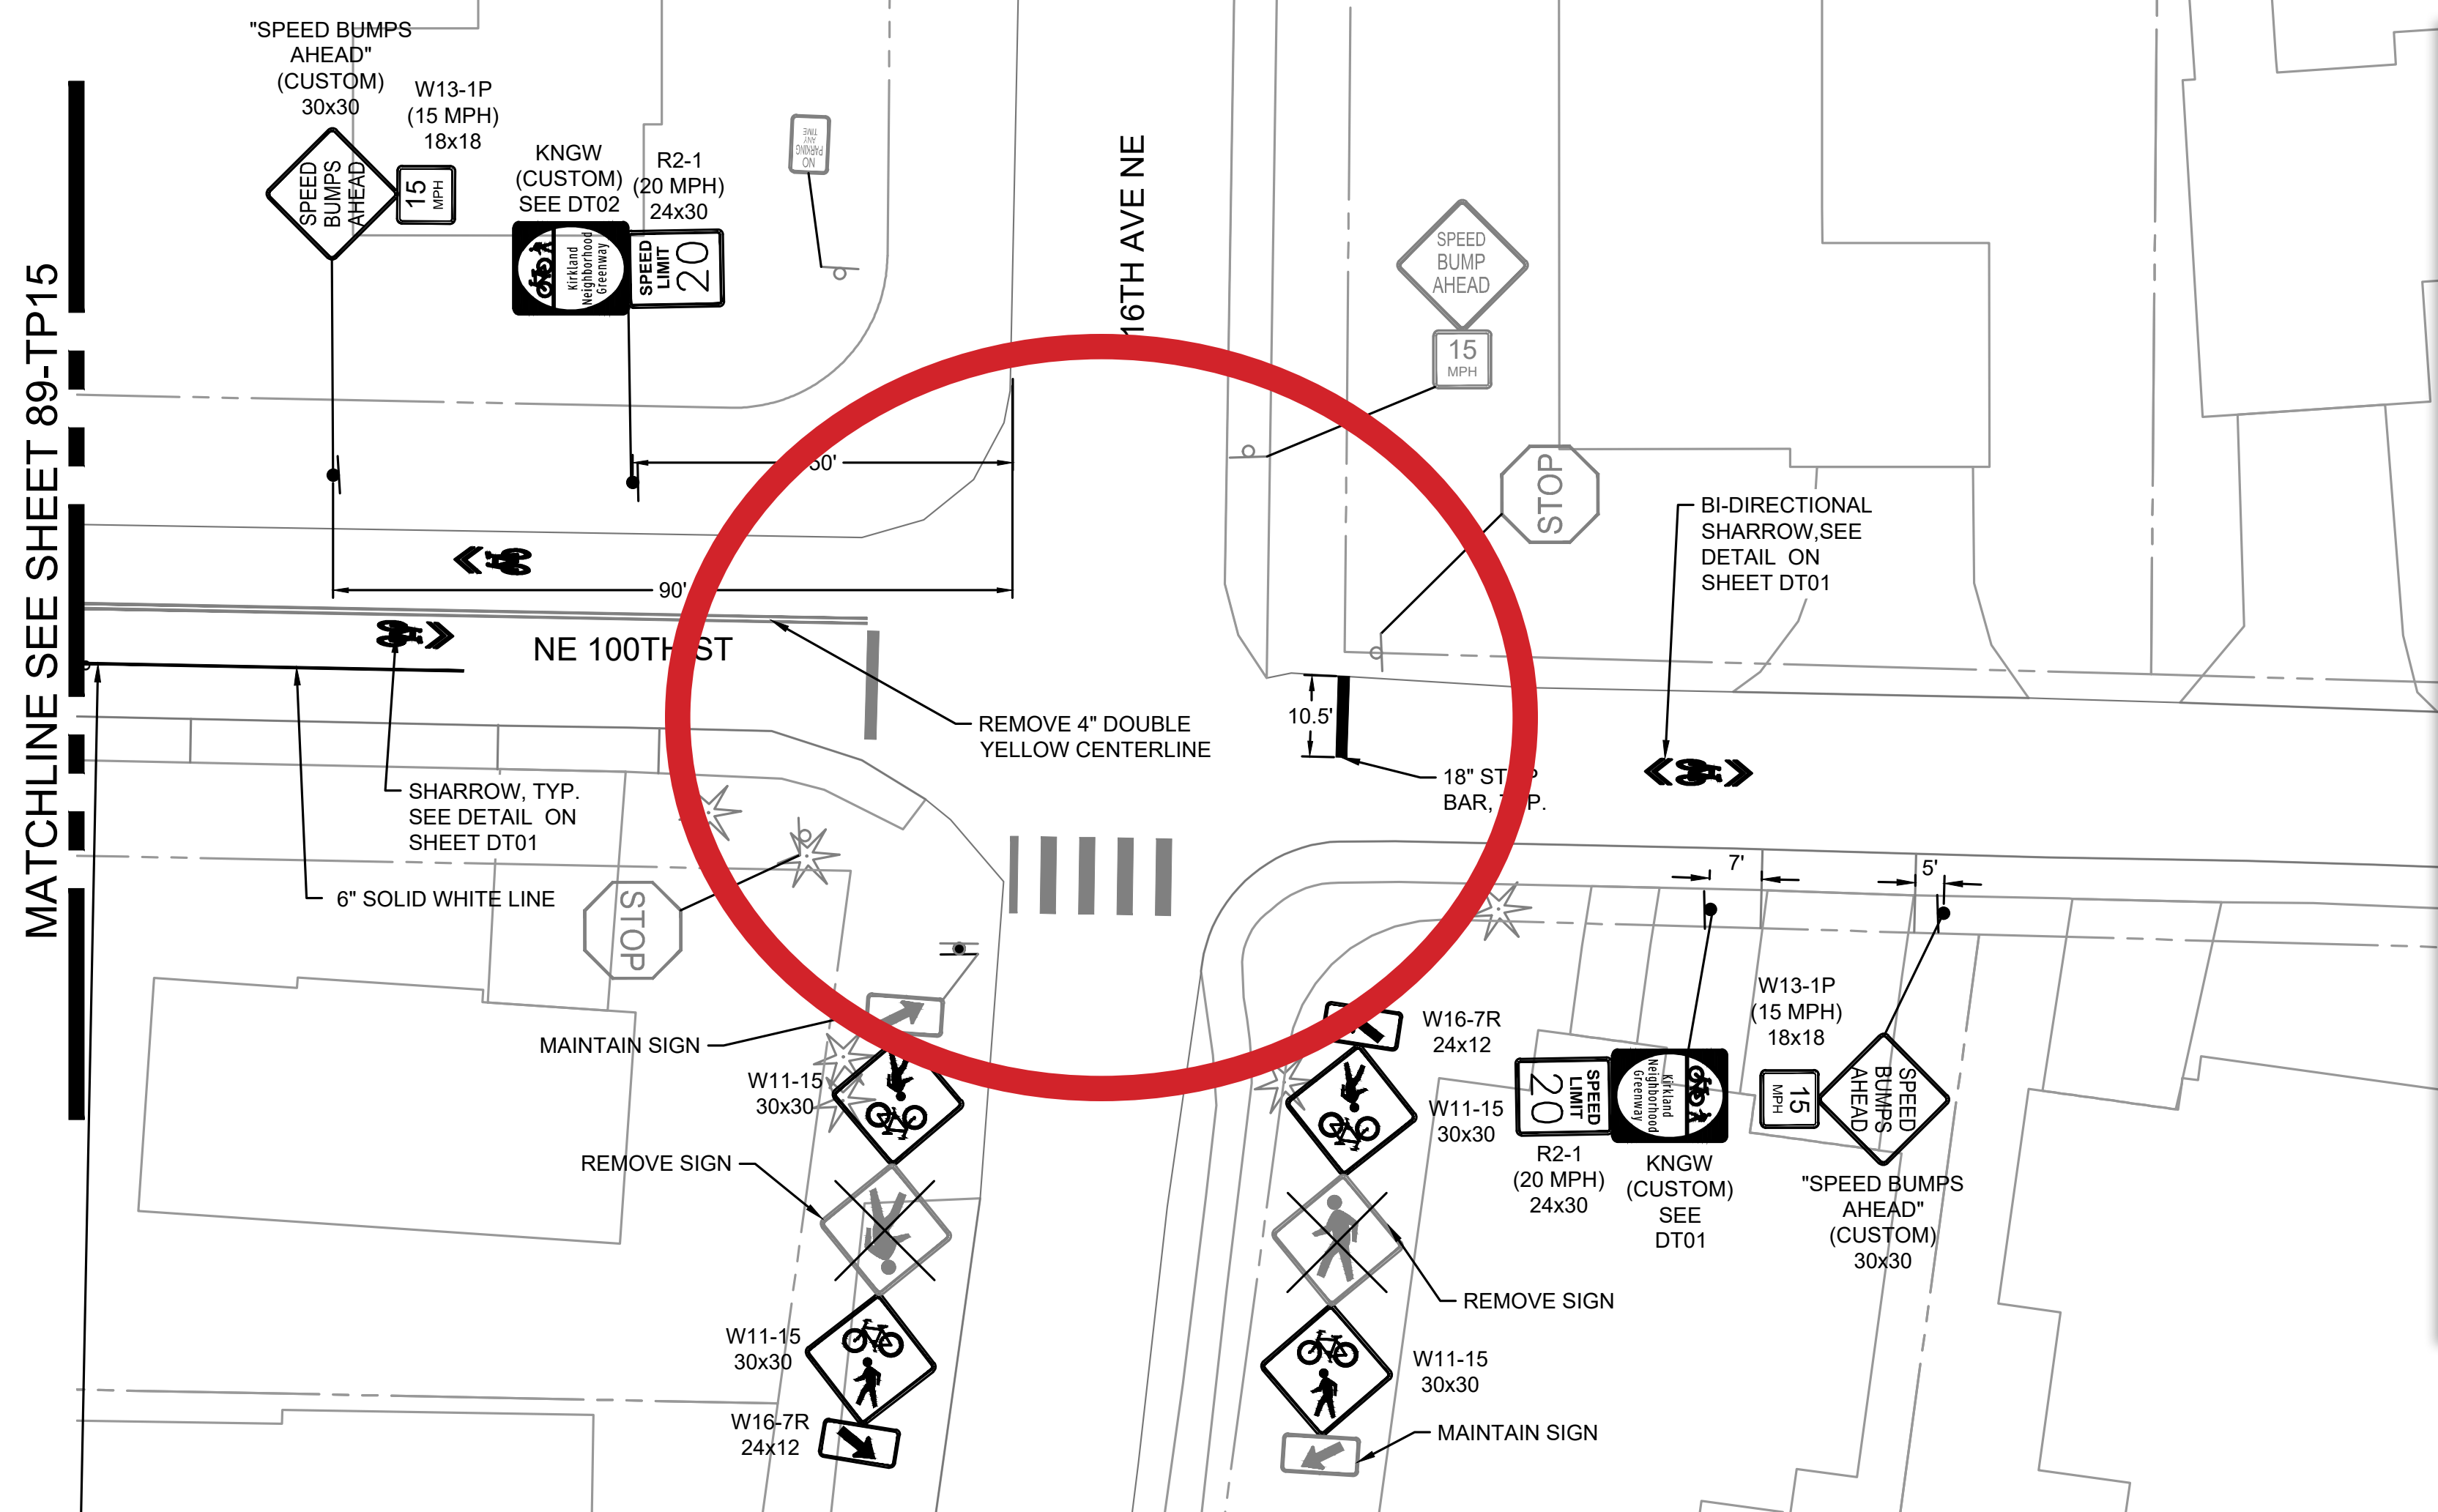 "SPEED BUMPS
AHEAD"
(CUSTOM)
30x30
W13-1P
(15 MPH)
18x18
SPEED
BUMPS
AHEAD
15
MPH
KNGW
(CUSTOM)
SEE DT02
R2-1
(20 MPH)
24x30
Kirkland
Neighborhood
Greenway
SPEED
LIMIT
20
NO
PARKING
ANY
TIME
16TH AVE NE
SPEED
BUMP
AHEAD
15
MPH
STOP
BI-DIRECTIONAL
SHARROW,SEE
DETAIL ON
SHEET DT01
MATCHLINE SEE SHEET 89-TP15
90'
NE 100TH ST
REMOVE 4" DOUBLE
YELLOW CENTERLINE
10.5'
18" STOP
BAR, TYP.
SHARROW, TYP.
SEE DETAIL ON
SHEET DT01
6" SOLID WHITE LINE
STOP
7'
5'
MAINTAIN SIGN
W11-15
30x30
REMOVE SIGN
W11-15
30x30
W16-7R
24x12
W16-7R
24x12
W11-15
30x30
REMOVE SIGN
W11-15
30x30
MAINTAIN SIGN
SPEED
LIMIT
20
Kirkland
Neighborhood
Greenway
R2-1
(20 MPH)
24x30
KNGW
(CUSTOM)
SEE
DT01
W13-1P
(15 MPH)
18x18
15
MPH
SPEED
BUMPS
AHEAD
"SPEED BUMPS
AHEAD"
(CUSTOM)
30x30